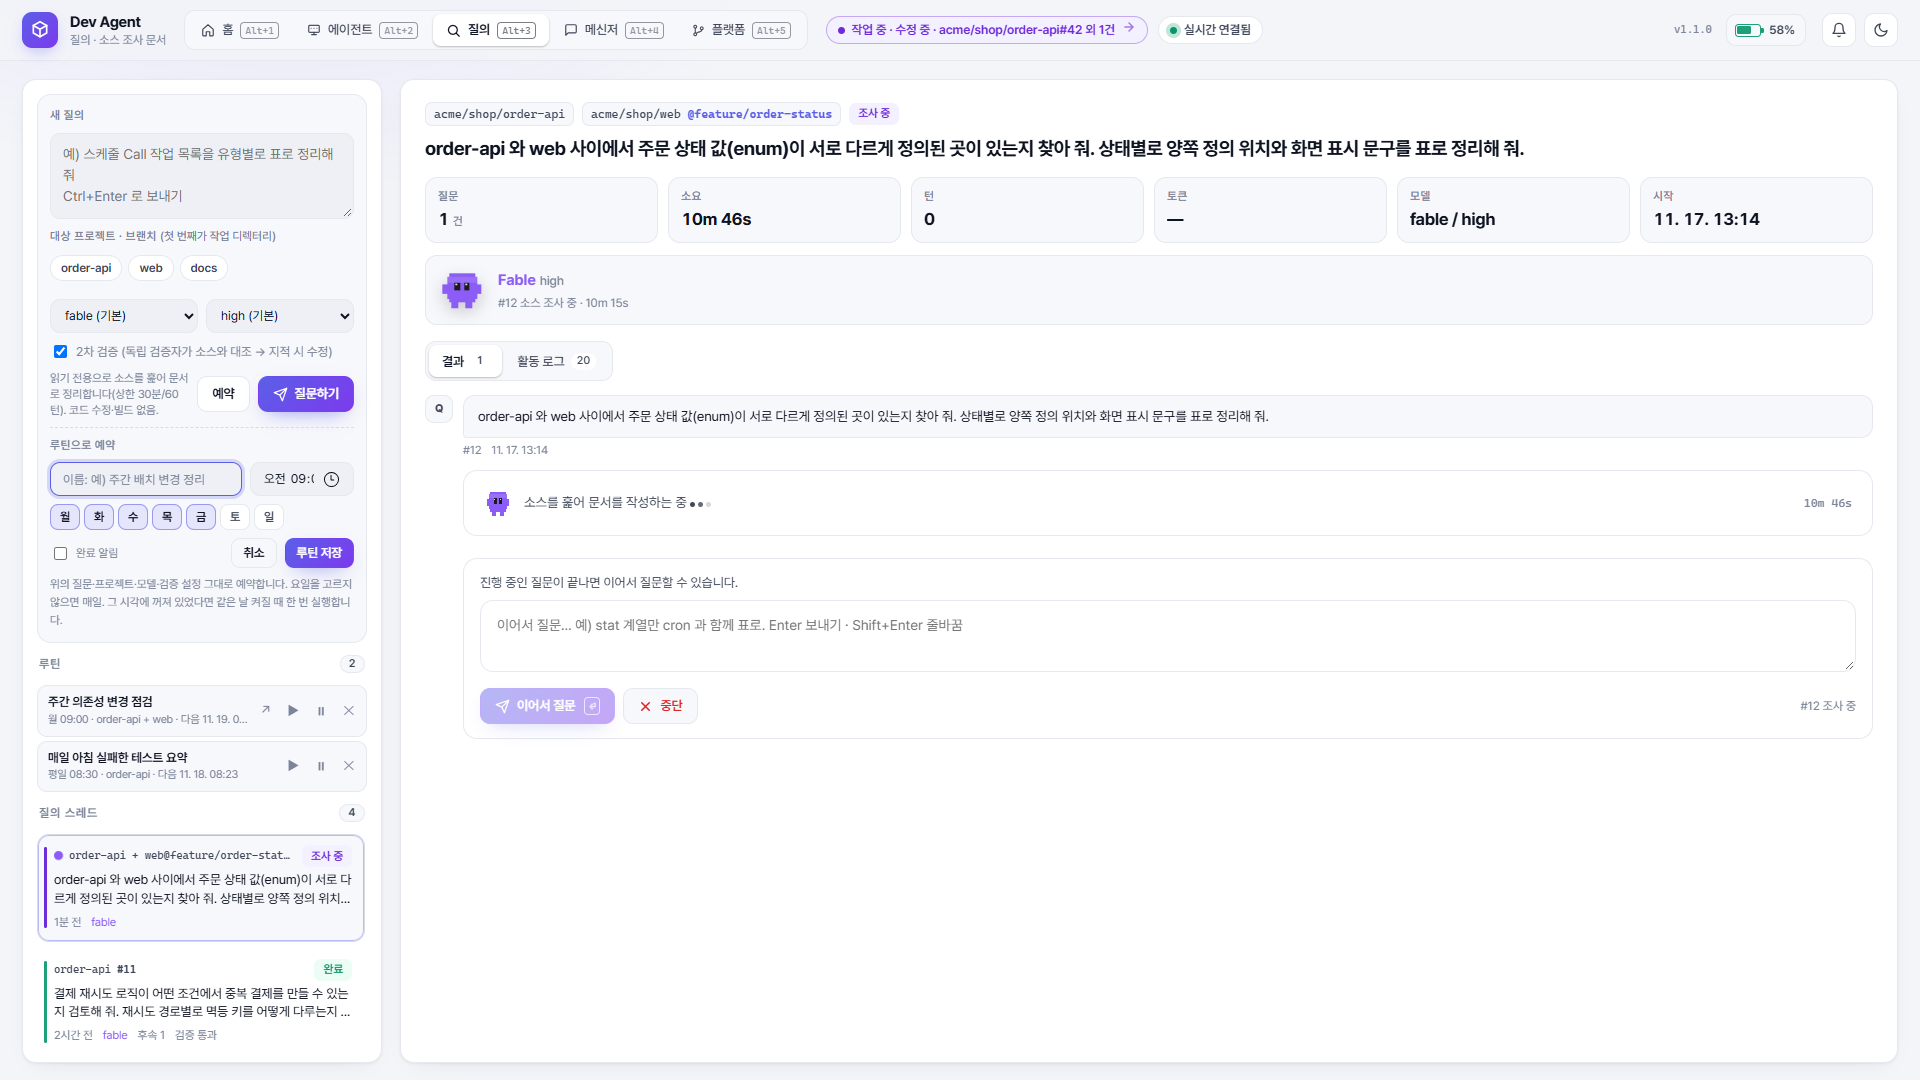 Dev Agent
질의 · 소스 조사 문서
홈 Alt+1
에이전트 Alt+2
질의 Alt+3
메신저 Alt+4
플랫폼 Alt+5
작업 중 · 수정 중 · acme/shop/order-api#42 외 1건 →
실시간 연결됨
v1.1.0
58%
새 질의
예) 스케줄 Call 작업 목록을 유형별로 표로 정리해
줘
Ctrl+Enter 로 보내기
대상 프로젝트 · 브랜치 (첫 번째가 작업 디렉터리)
order-api
web
docs
fable (기본)
high (기본)
2차 검증 (독립 검증자가 소스와 대조 → 지적 시 수정)
읽기 전용으로 소스를 훑어 문서
로 정리합니다(상한 30분/60
턴). 코드 수정·빌드 없음.
예약
질문하기
루틴으로 예약
이름: 예) 주간 배치 변경 정리
오전 09:0
월 화 수 목 금 토 일
완료 알림
취소
루틴 저장
위의 질문·프로젝트·모델·검증 설정 그대로 예약합니다. 요일을 고르지
않으면 매일. 그 시각에 꺼져 있었다면 같은 날 켜질 때 한 번 실행합니
다.
루틴 2
주간 의존성 변경 점검
월 09:00 · order-api + web · 다음 11. 19. 0...
매일 아침 실패한 테스트 요약
평일 08:30 · order-api · 다음 11. 18. 08:23
질의 스레드 4
order-api + web@feature/order-stat… 조사 중
order-api 와 web 사이에서 주문 상태 값(enum)이 서로 다
르게 정의된 곳이 있는지 찾아 줘. 상태별로 양쪽 정의 위치...
1분 전 fable
order-api #11 완료
결제 재시도 로직이 어떤 조건에서 중복 결제를 만들 수 있는
지 검토해 줘. 재시도 경로별로 멱등 키를 어떻게 다루는지 ...
2시간 전 fable 후속 1 검증 통과
acme/shop/order-api
acme/shop/web @feature/order-status
조사 중
order-api 와 web 사이에서 주문 상태 값(enum)이 서로 다르게 정의된 곳이 있는지 찾아 줘. 상태별로 양쪽 정의 위치와 화면 표시 문구를 표로 정리해 줘.
질문
1 건
소요
10m 46s
턴
0
토큰
—
모델
fable / high
시작
11. 17. 13:14
Fable high
#12 소스 조사 중 · 10m 15s
결과 1
활동 로그 20
Q
order-api 와 web 사이에서 주문 상태 값(enum)이 서로 다르게 정의된 곳이 있는지 찾아 줘. 상태별로 양쪽 정의 위치와 화면 표시 문구를 표로 정리해 줘.
#12 11. 17. 13:14
소스를 훑어 문서를 작성하는 중
10m 46s
진행 중인 질문이 끝나면 이어서 질문할 수 있습니다.
이어서 질문... 예) stat 계열만 cron 과 함께 표로. Enter 보내기 · Shift+Enter 줄바꿈
이어서 질문
중단
#12 조사 중